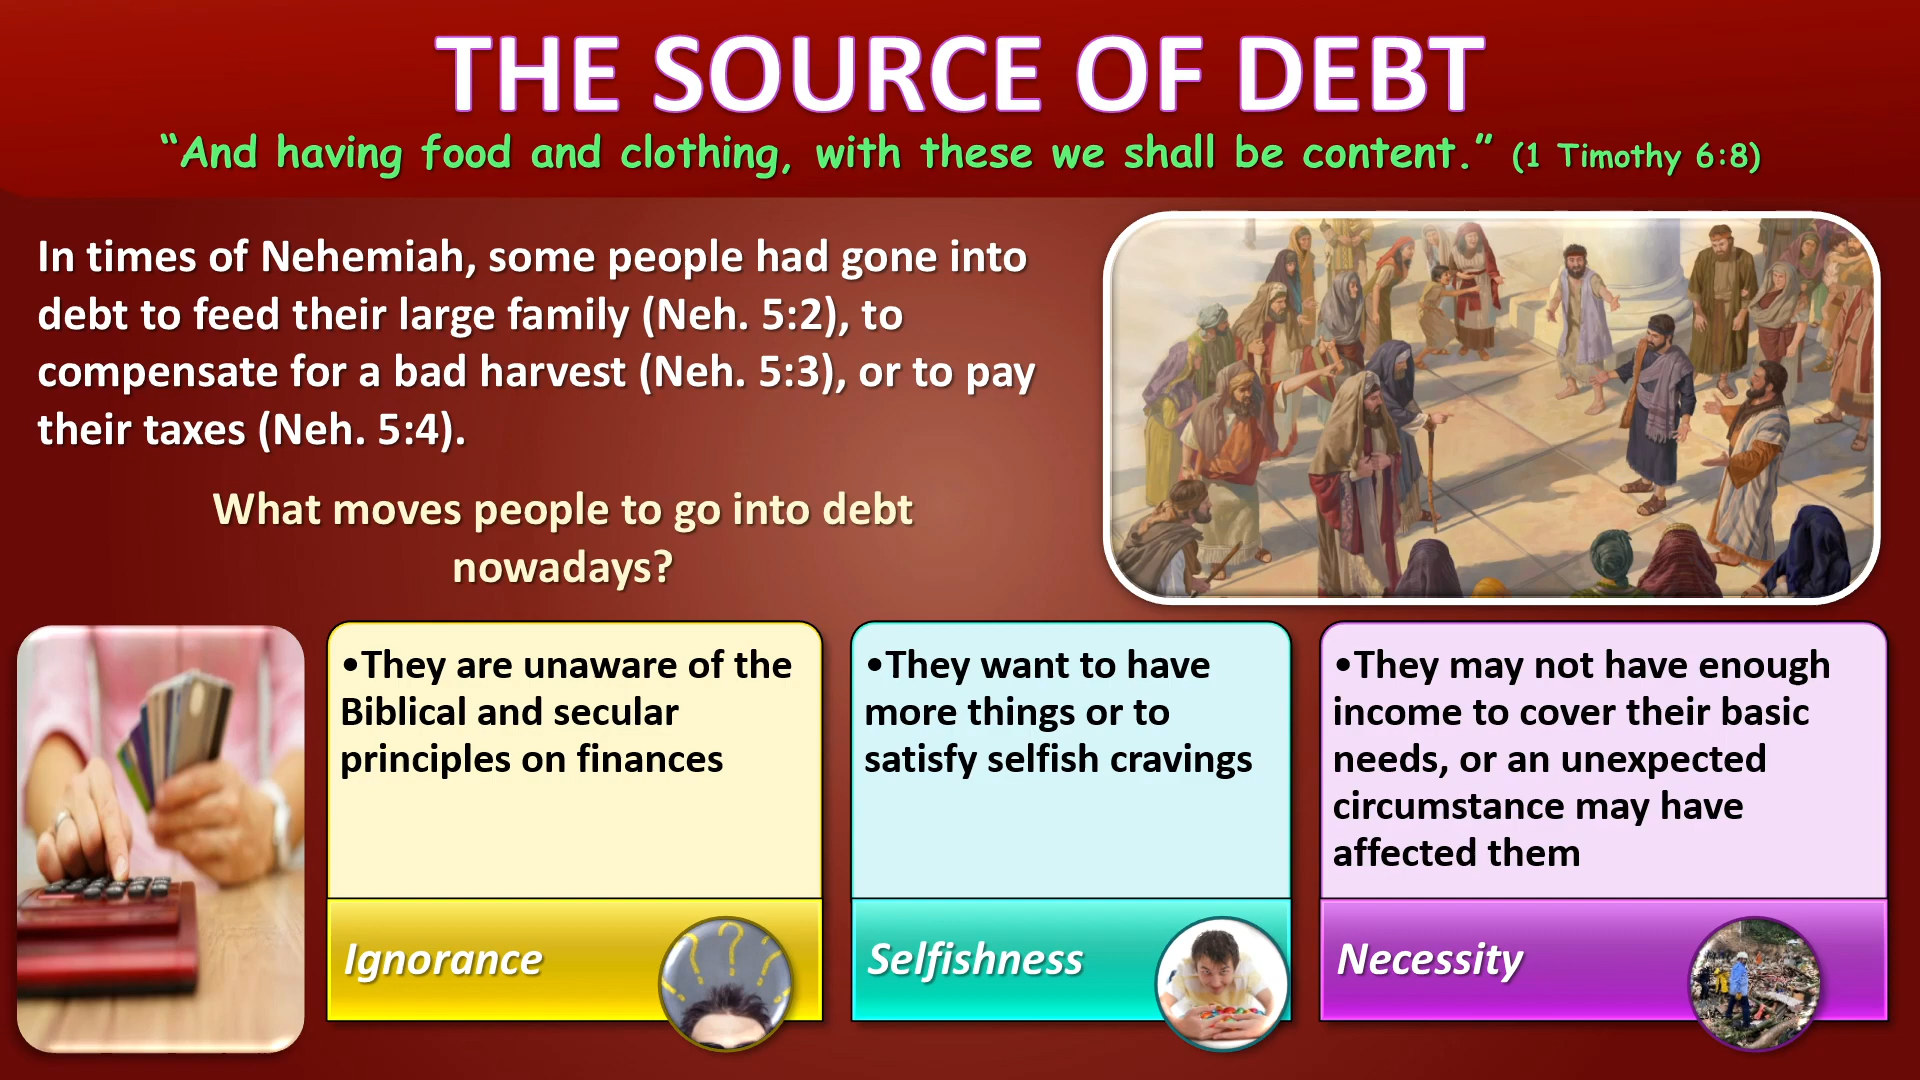 THE SOURCE OF DEBT
“And having food and clothing, with these we shall be content.” (1 Timothy 6:8)
In times of Nehemiah, some people had gone into
debt to feed their large family (Neh. 5:2), to
compensate for a bad harvest (Neh. 5:3), or to pay
their taxes (Neh. 5:4).
What moves people to go into debt
nowadays?
•They are unaware of the
Biblical and secular
principles on finances
Ignorance
•They want to have
more things or to
satisfy selfish cravings
Selfishness
•They may not have enough
income to cover their basic
needs, or an unexpected
circumstance may have
affected them
Necessity